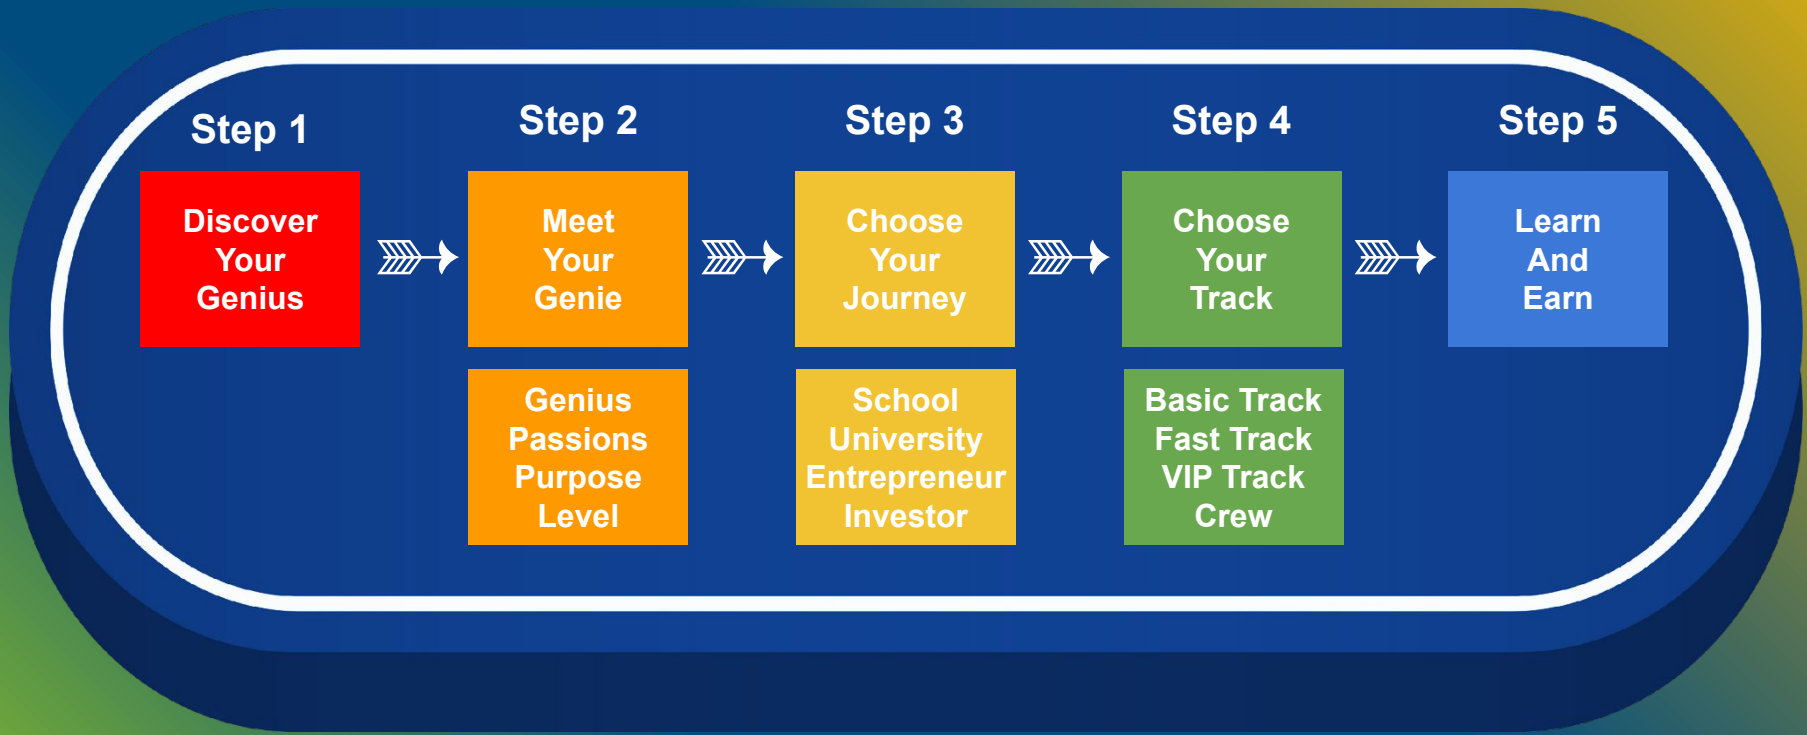 Step 1
Discover
Your
Genius
Step 2
Meet
Your
Genie
Genius
Passions
Purpose
Level
Step 3
Choose
Your
Journey
School
University
Entrepreneur
Investor
Step 4
Choose
Your
Track
Basic Track
Fast Track
VIP Track
Crew
Step 5
Learn
And
Earn